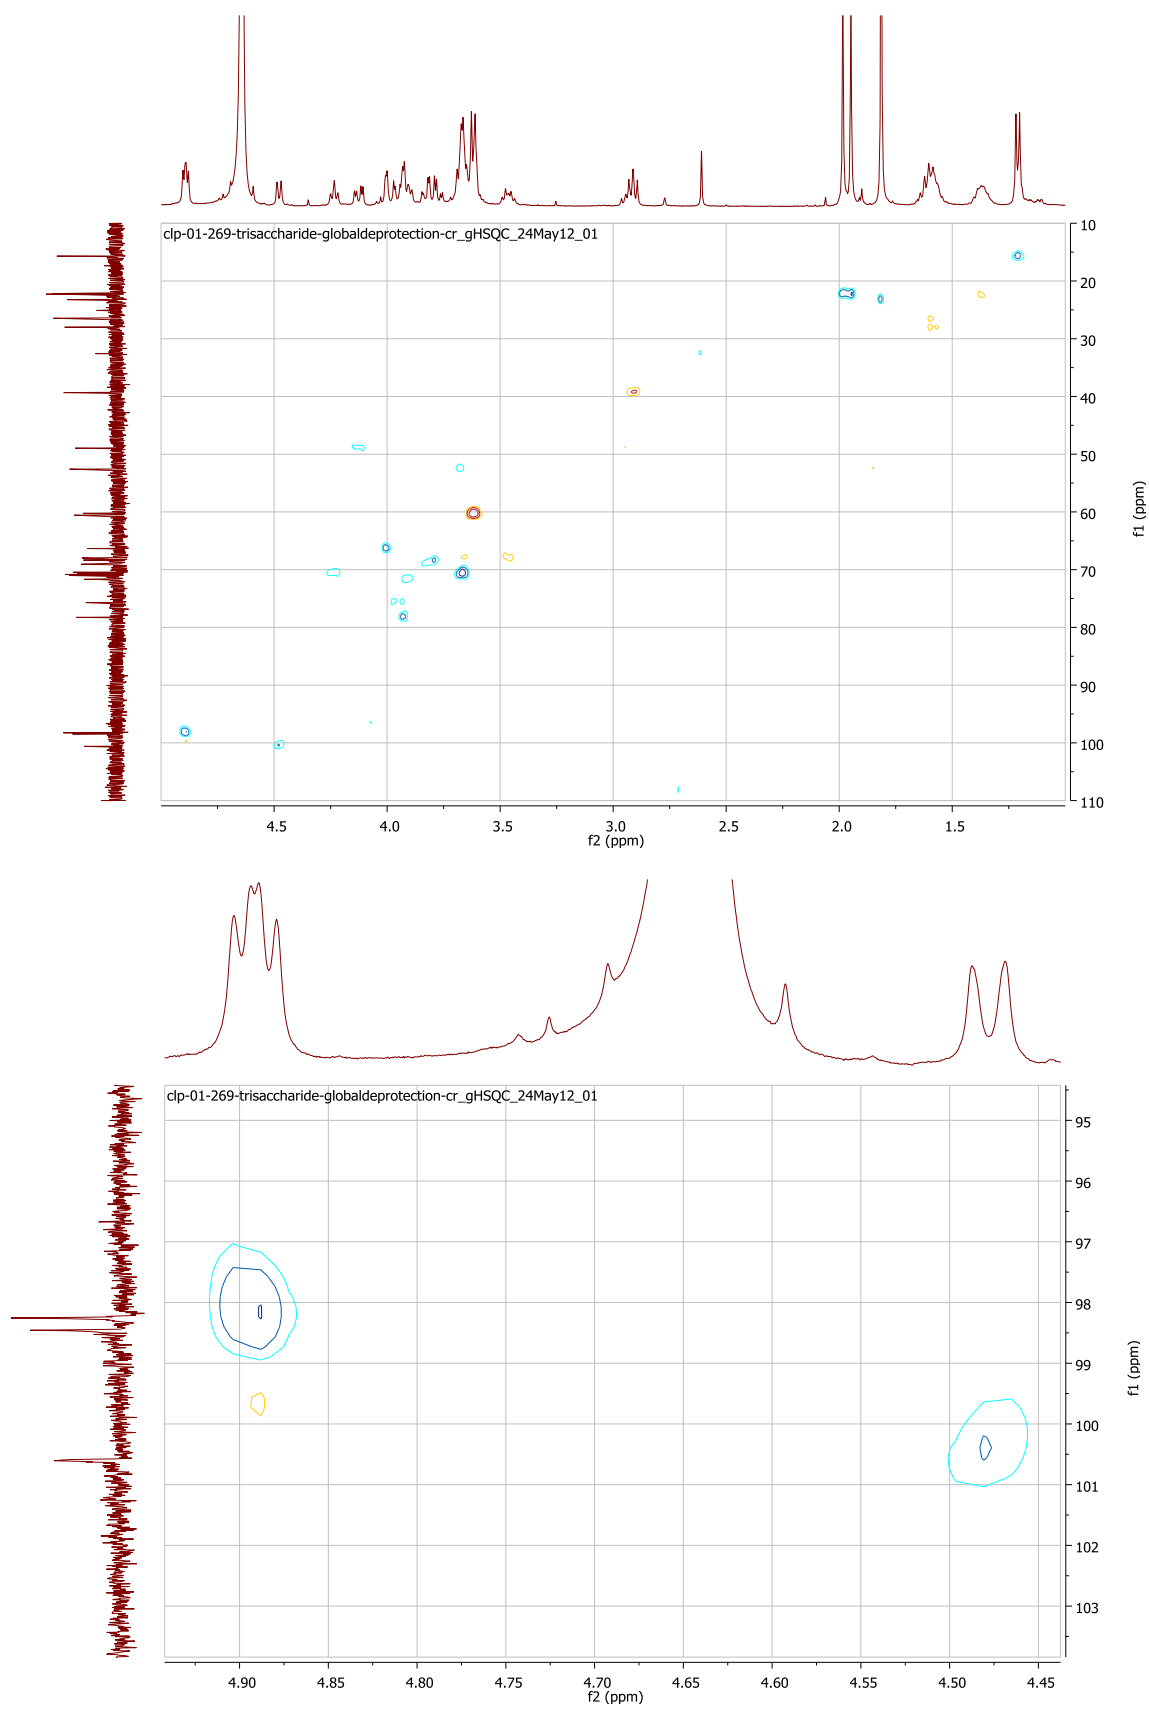 clp-01-269-trisaccharide-globaldeprotection-cr_gHSQC_24May12_01
10
20
30
40
50
60
70
80
90
100
110
f1 (ppm)
4.5 4.0 3.5 3.0 2.5 2.0 1.5
f2 (ppm)
clp-01-269-trisaccharide-globaldeprotection-cr_gHSQC_24May12_01
95
96
97
98
99
100
101
102
103
f1 (ppm)
4.90 4.85 4.80 4.75 4.70 4.65 4.60 4.55 4.50 4.45
f2 (ppm)